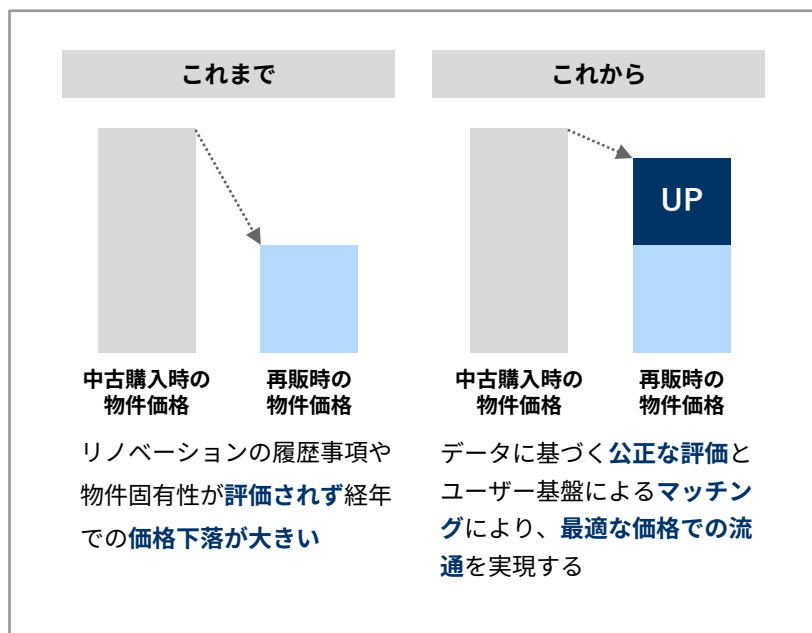 これまで
中古購入時の
物件価格
再販時の
物件価格
リノベーションの履歴事項や
物件固有性が評価されず経年
での価格下落が大きい
これから
UP
中古購入時の
物件価格
再販時の
物件価格
データに基づく公正な評価と
ユーザー基盤によるマッチン
グにより、最適な価格での流
通を実現する